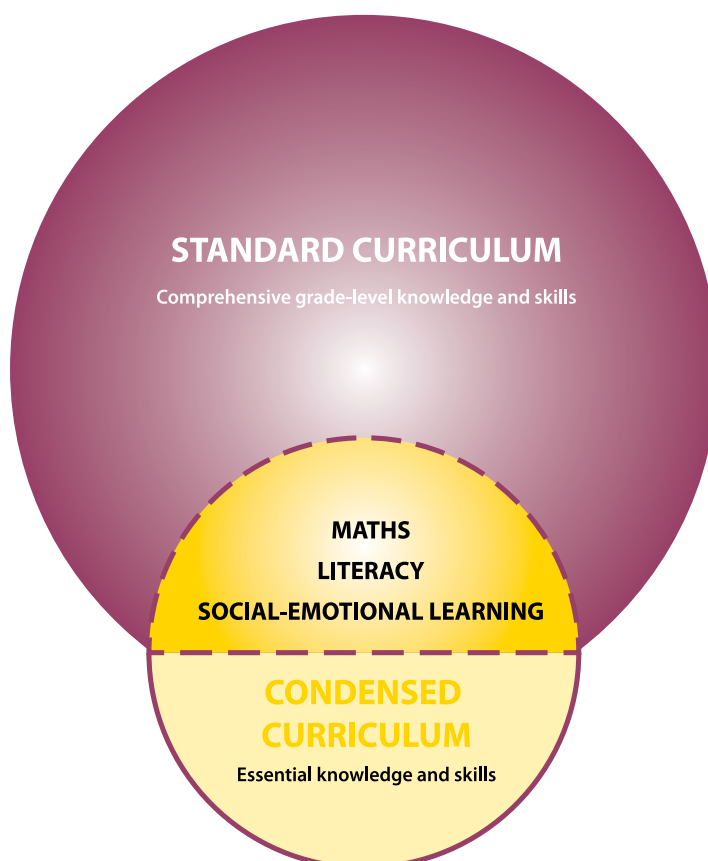 STANDARD CURRICULUM
Comprehensive grade-level knowledge and skills
MATHS
LITERACY
SOCIAL-EMOTIONAL LEARNING
CONDENSED
CURRICULUM
Essential knowledge and skills